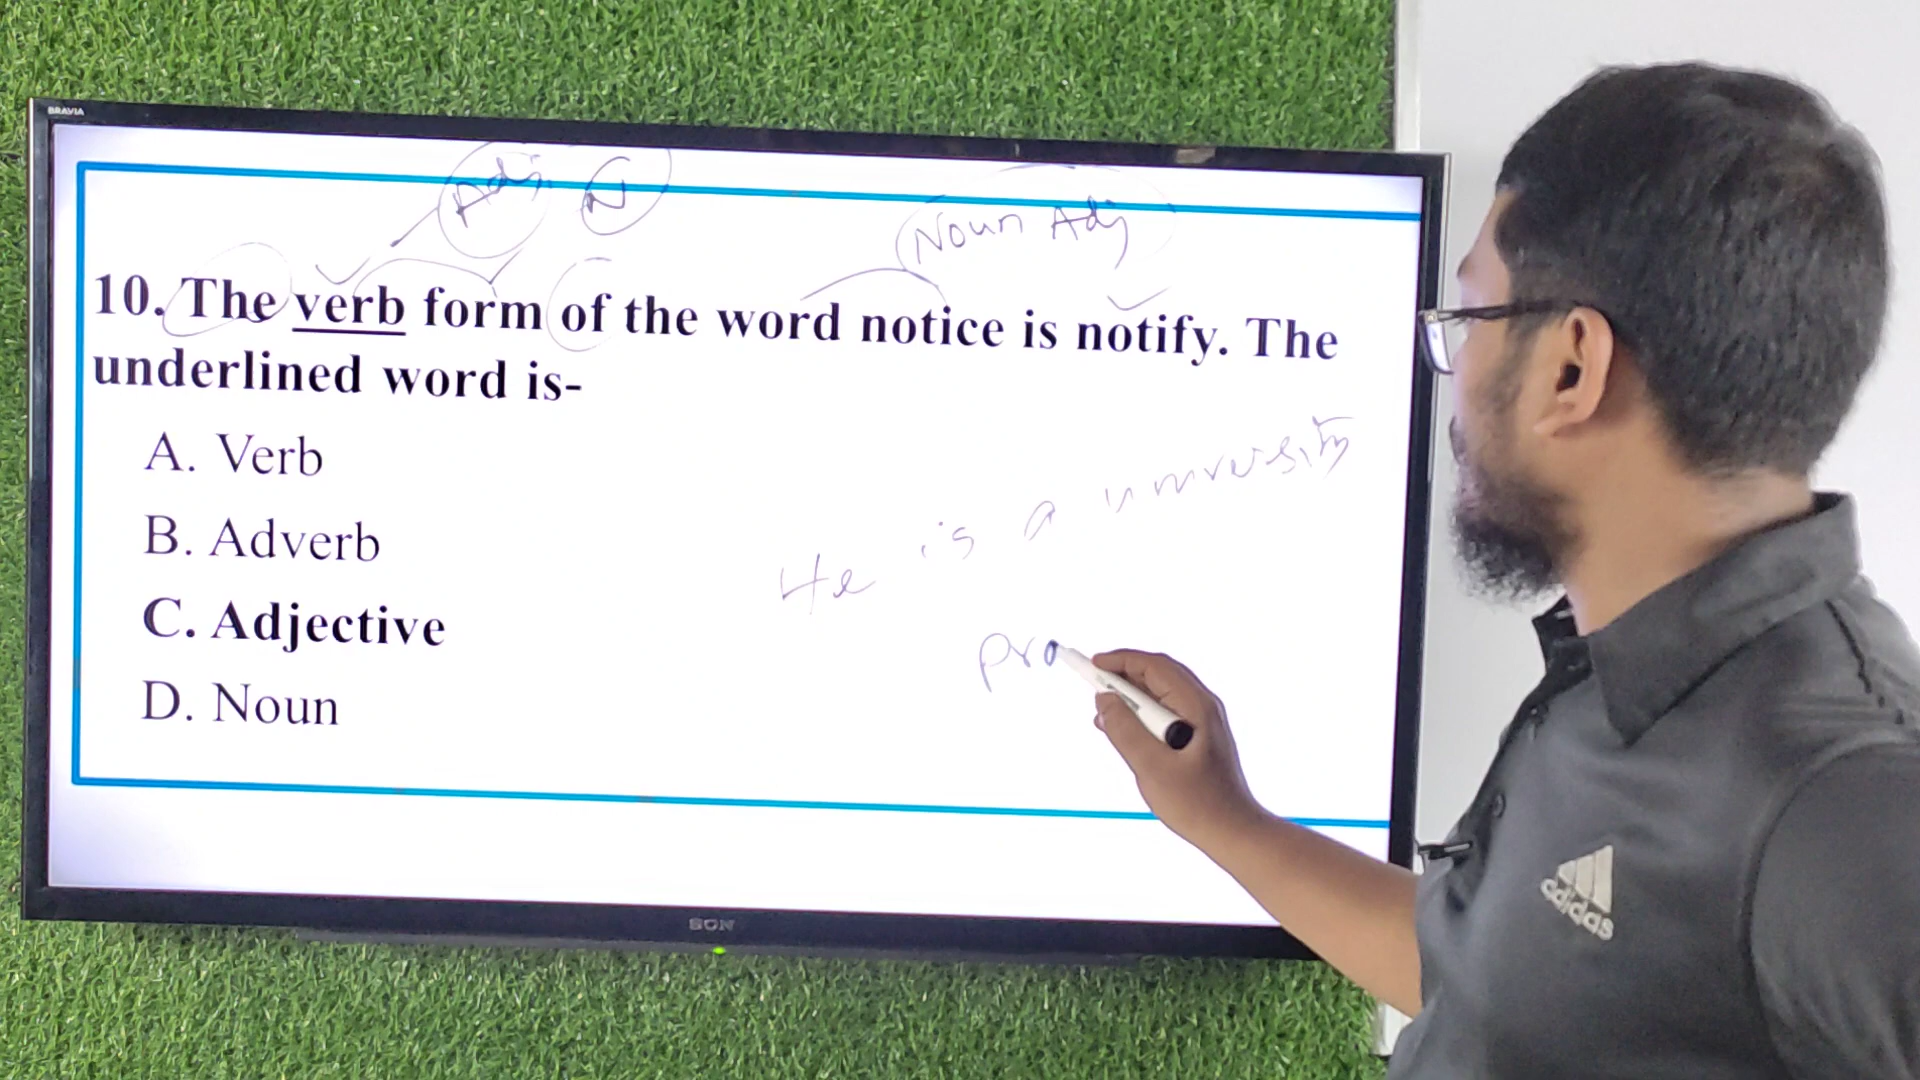 BRAVIA
Adj. N
Noun Adj
10. The verb form of the word notice is notify. The
underlined word is-
A. Verb
B. Adverb
C. Adjective
D. Noun
He is a university
pro
SONY
adidas